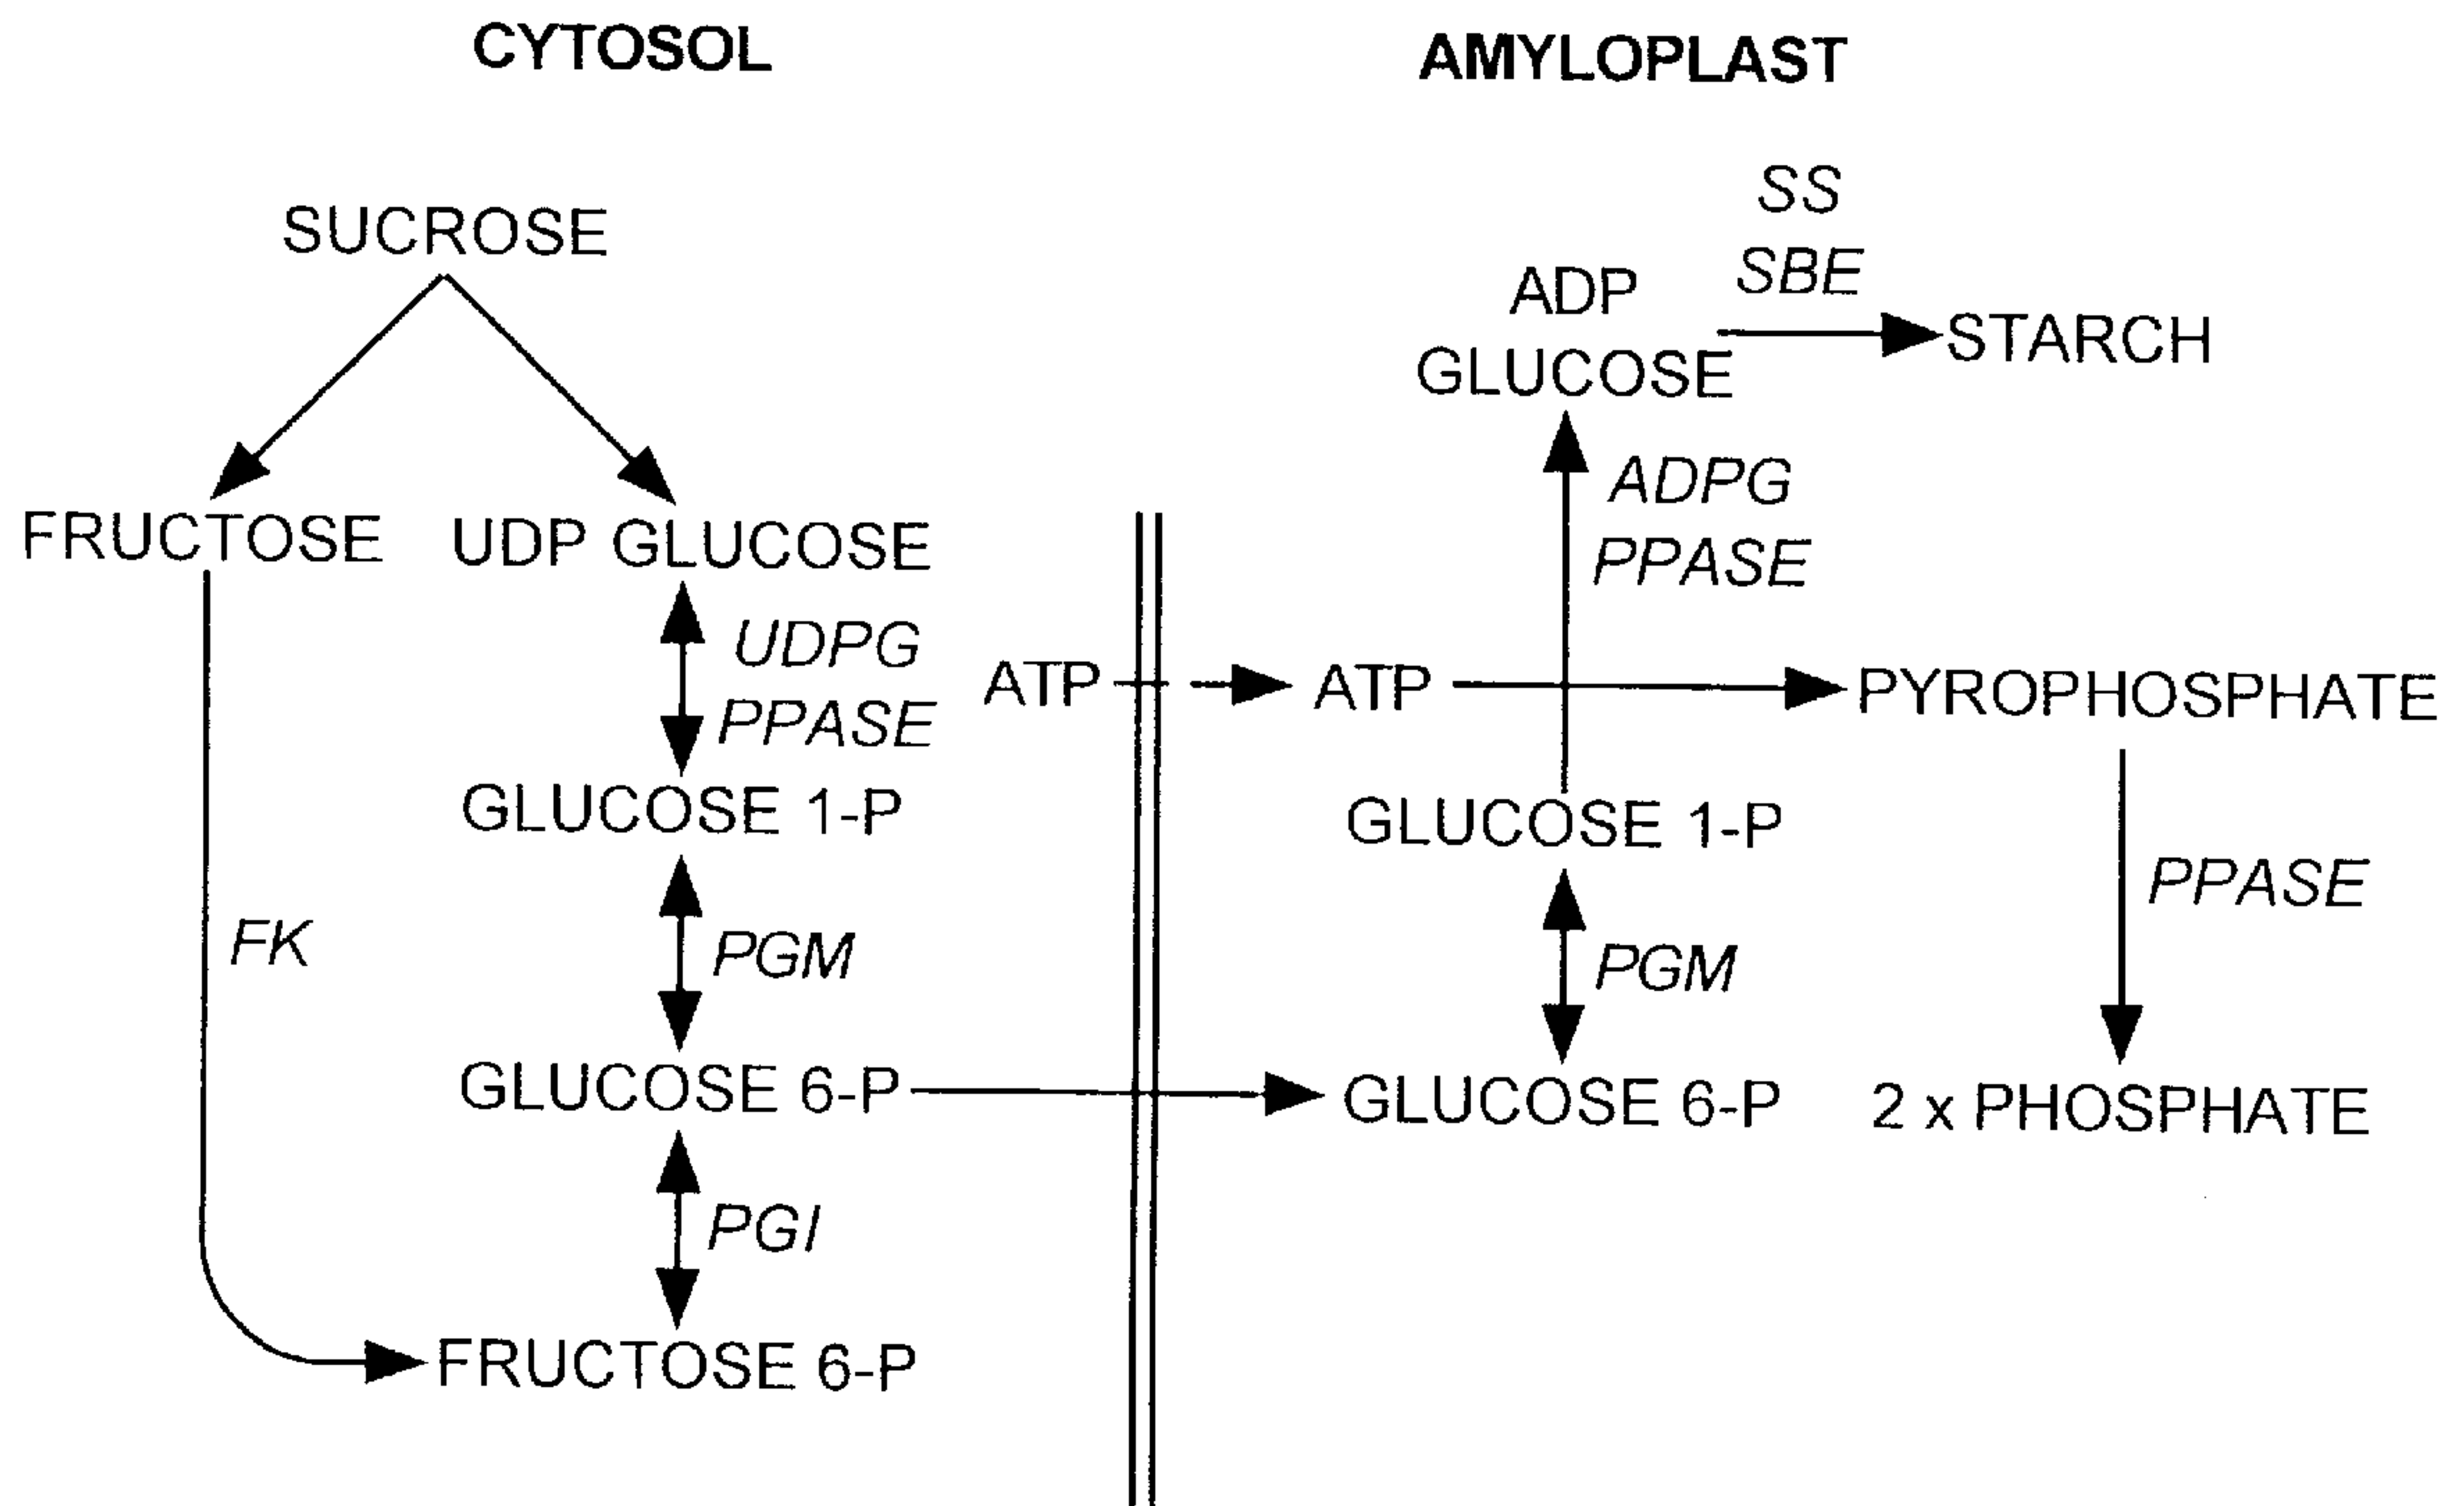 CYTOSOL
AMYLOPLAST
SUCROSE
FRUCTOSE
UDP GLUCOSE
UDPG
PPASE
GLUCOSE 1-P
PGM
FK
GLUCOSE 6-P
PGI
FRUCTOSE 6-P
ATP
ATP
SS
SBE
ADP
GLUCOSE
STARCH
ADPG
PPASE
PYROPHOSPHATE
GLUCOSE 1-P
PPASE
PGM
GLUCOSE 6-P
2 x PHOSPHATE